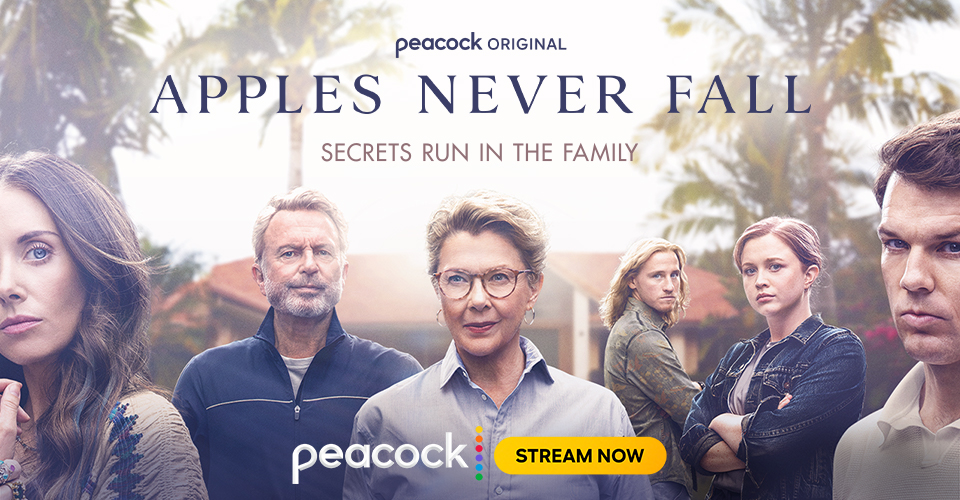 peacock ORIGINAL
APPLES NEVER FALL
SECRETS RUN IN THE FAMILY
peacock STREAM NOW